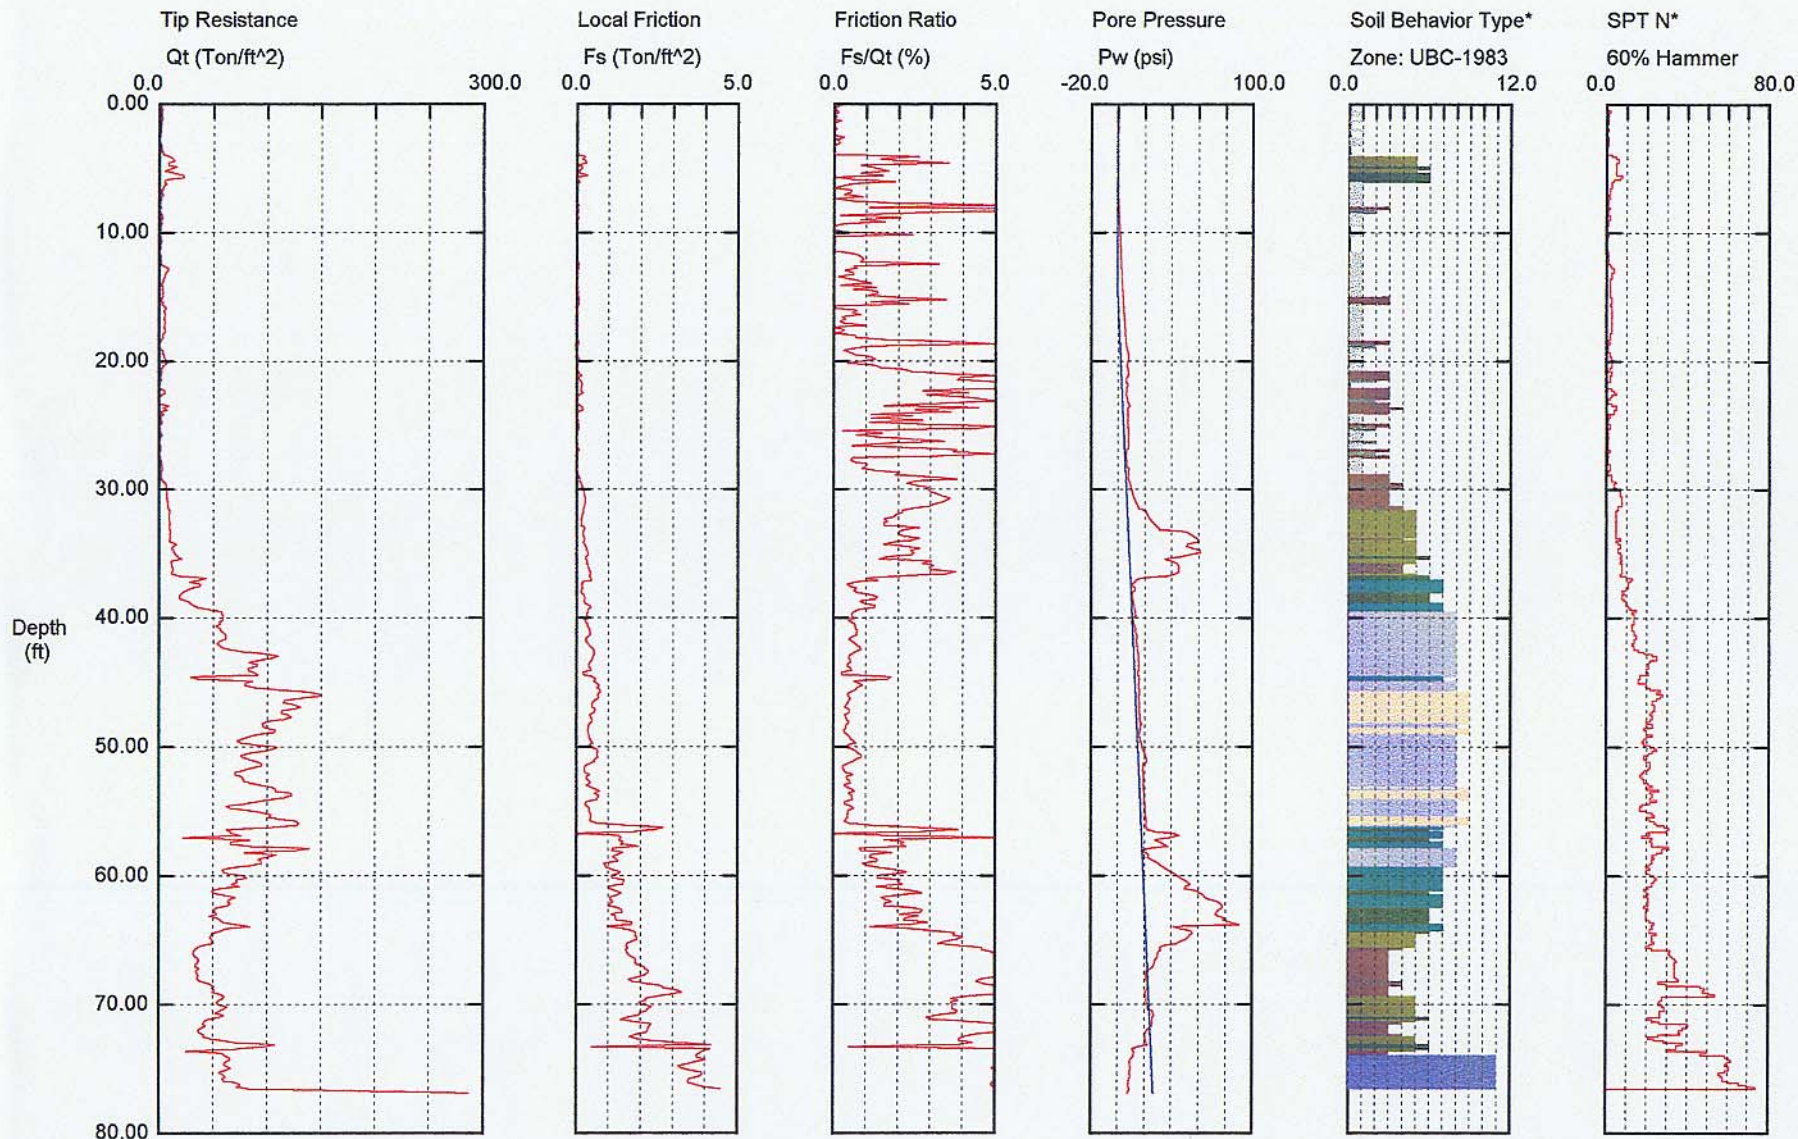 Tip Resistance Local Friction Friction Ratio Pore Pressure Soil Behavior Type* SPT N*
Qt (Ton/ft^2) Fs (Ton/ft^2) Fs/Qt (%) Pw (psi) Zone: UBC-1983 60% Hammer
0.0 300.0 0.0 5.0 0.0 5.0 -20.0 100.0 0.0 12.0 0.0 80.0
0.00
10.00
20.00
30.00
40.00
Depth
(ft)
50.00
60.00
70.00
80.00